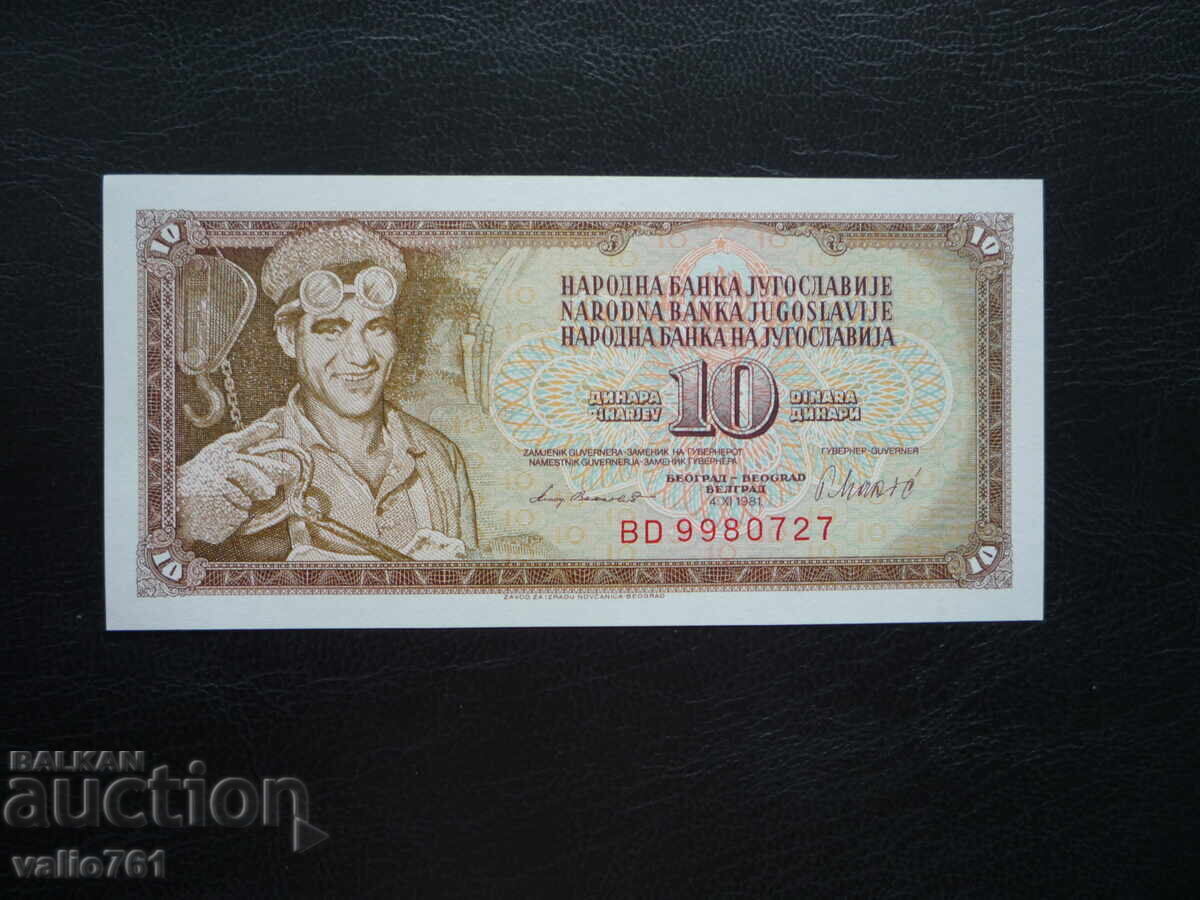 10
10
НАРОДНА БАНКА ЈУГОСЛАВИЈЕ
NARODNA BANKA JUGOSLAVIJE
НАРОДНА БАНКА НА ЈУГОСЛАВИЈА
ДИНАРА 10 DINARA
DINARJEV ДИНАРИ
ZAMJENIK GUVERNERA-ЗАМЕНИК НА ГУВЕРНЕРОТ ГУВЕРНЕР-GUVERNER
NAMESTNIK GUVERNERJA-ЗАМЕНИК ГУВЕРНЕРА
БЕОГРАД - BEOGRAD
БЕЛГРАД
4. XI 1981
BD 9980727
10
10
ZAVOD ZA IZRADU NOVČANICA BEOGRAD
BALKAN
auction
valio761